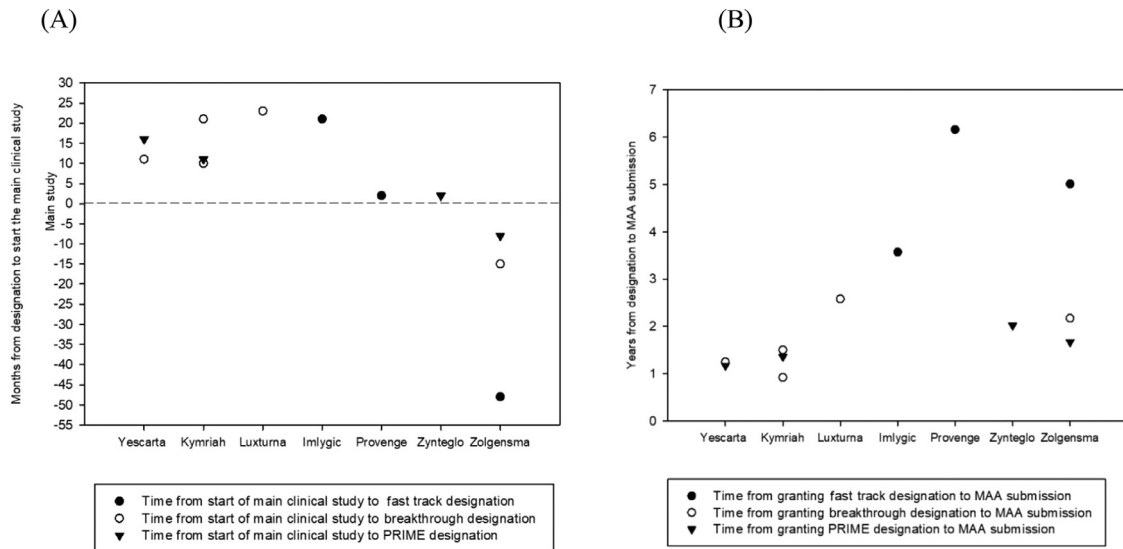 (A)
(B)
Months from designation to start the main clinical study
Main study
30
25
20
15
10
5
0
-5
-10
-15
-20
-25
-30
-35
-40
-45
-50
-55
Yescarta Kymriah Luxturna Imlygic Provenge Zynteglo Zolgensma
Time from start of main clinical study to fast track designation
Time from start of main clinical study to breakthrough designation
Time from start of main clinical study to PRIME designation
Years from designation to MAA submission
7
6
5
4
3
2
1
0
Yescarta Kymriah Luxturna Imlygic Provenge Zynteglo Zolgensma
Time from granting fast track designation to MAA submission
Time from granting breakthrough designation to MAA submission
Time from granting PRIME designation to MAA submission